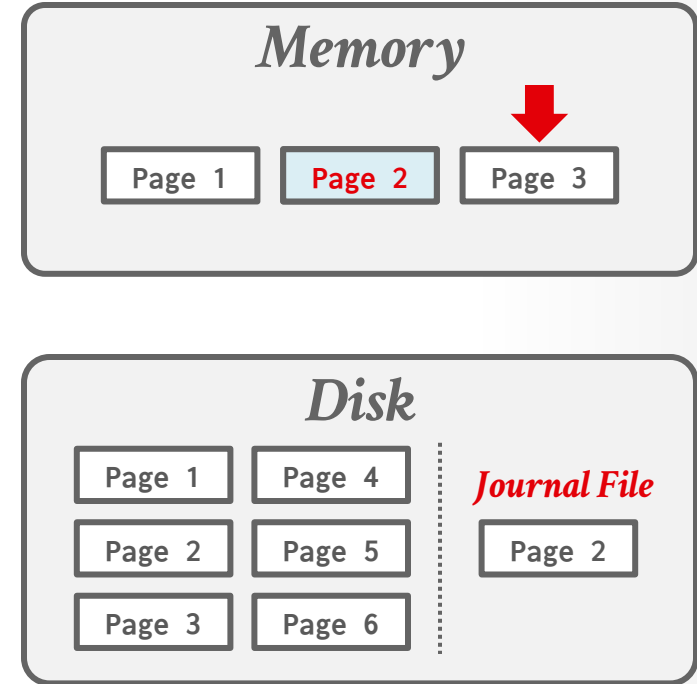 Memory
Page 1 Page 2 Page 3
Disk
Page 1 Page 4
Journal File
Page 2 Page 5 Page 2
Page 3 Page 6